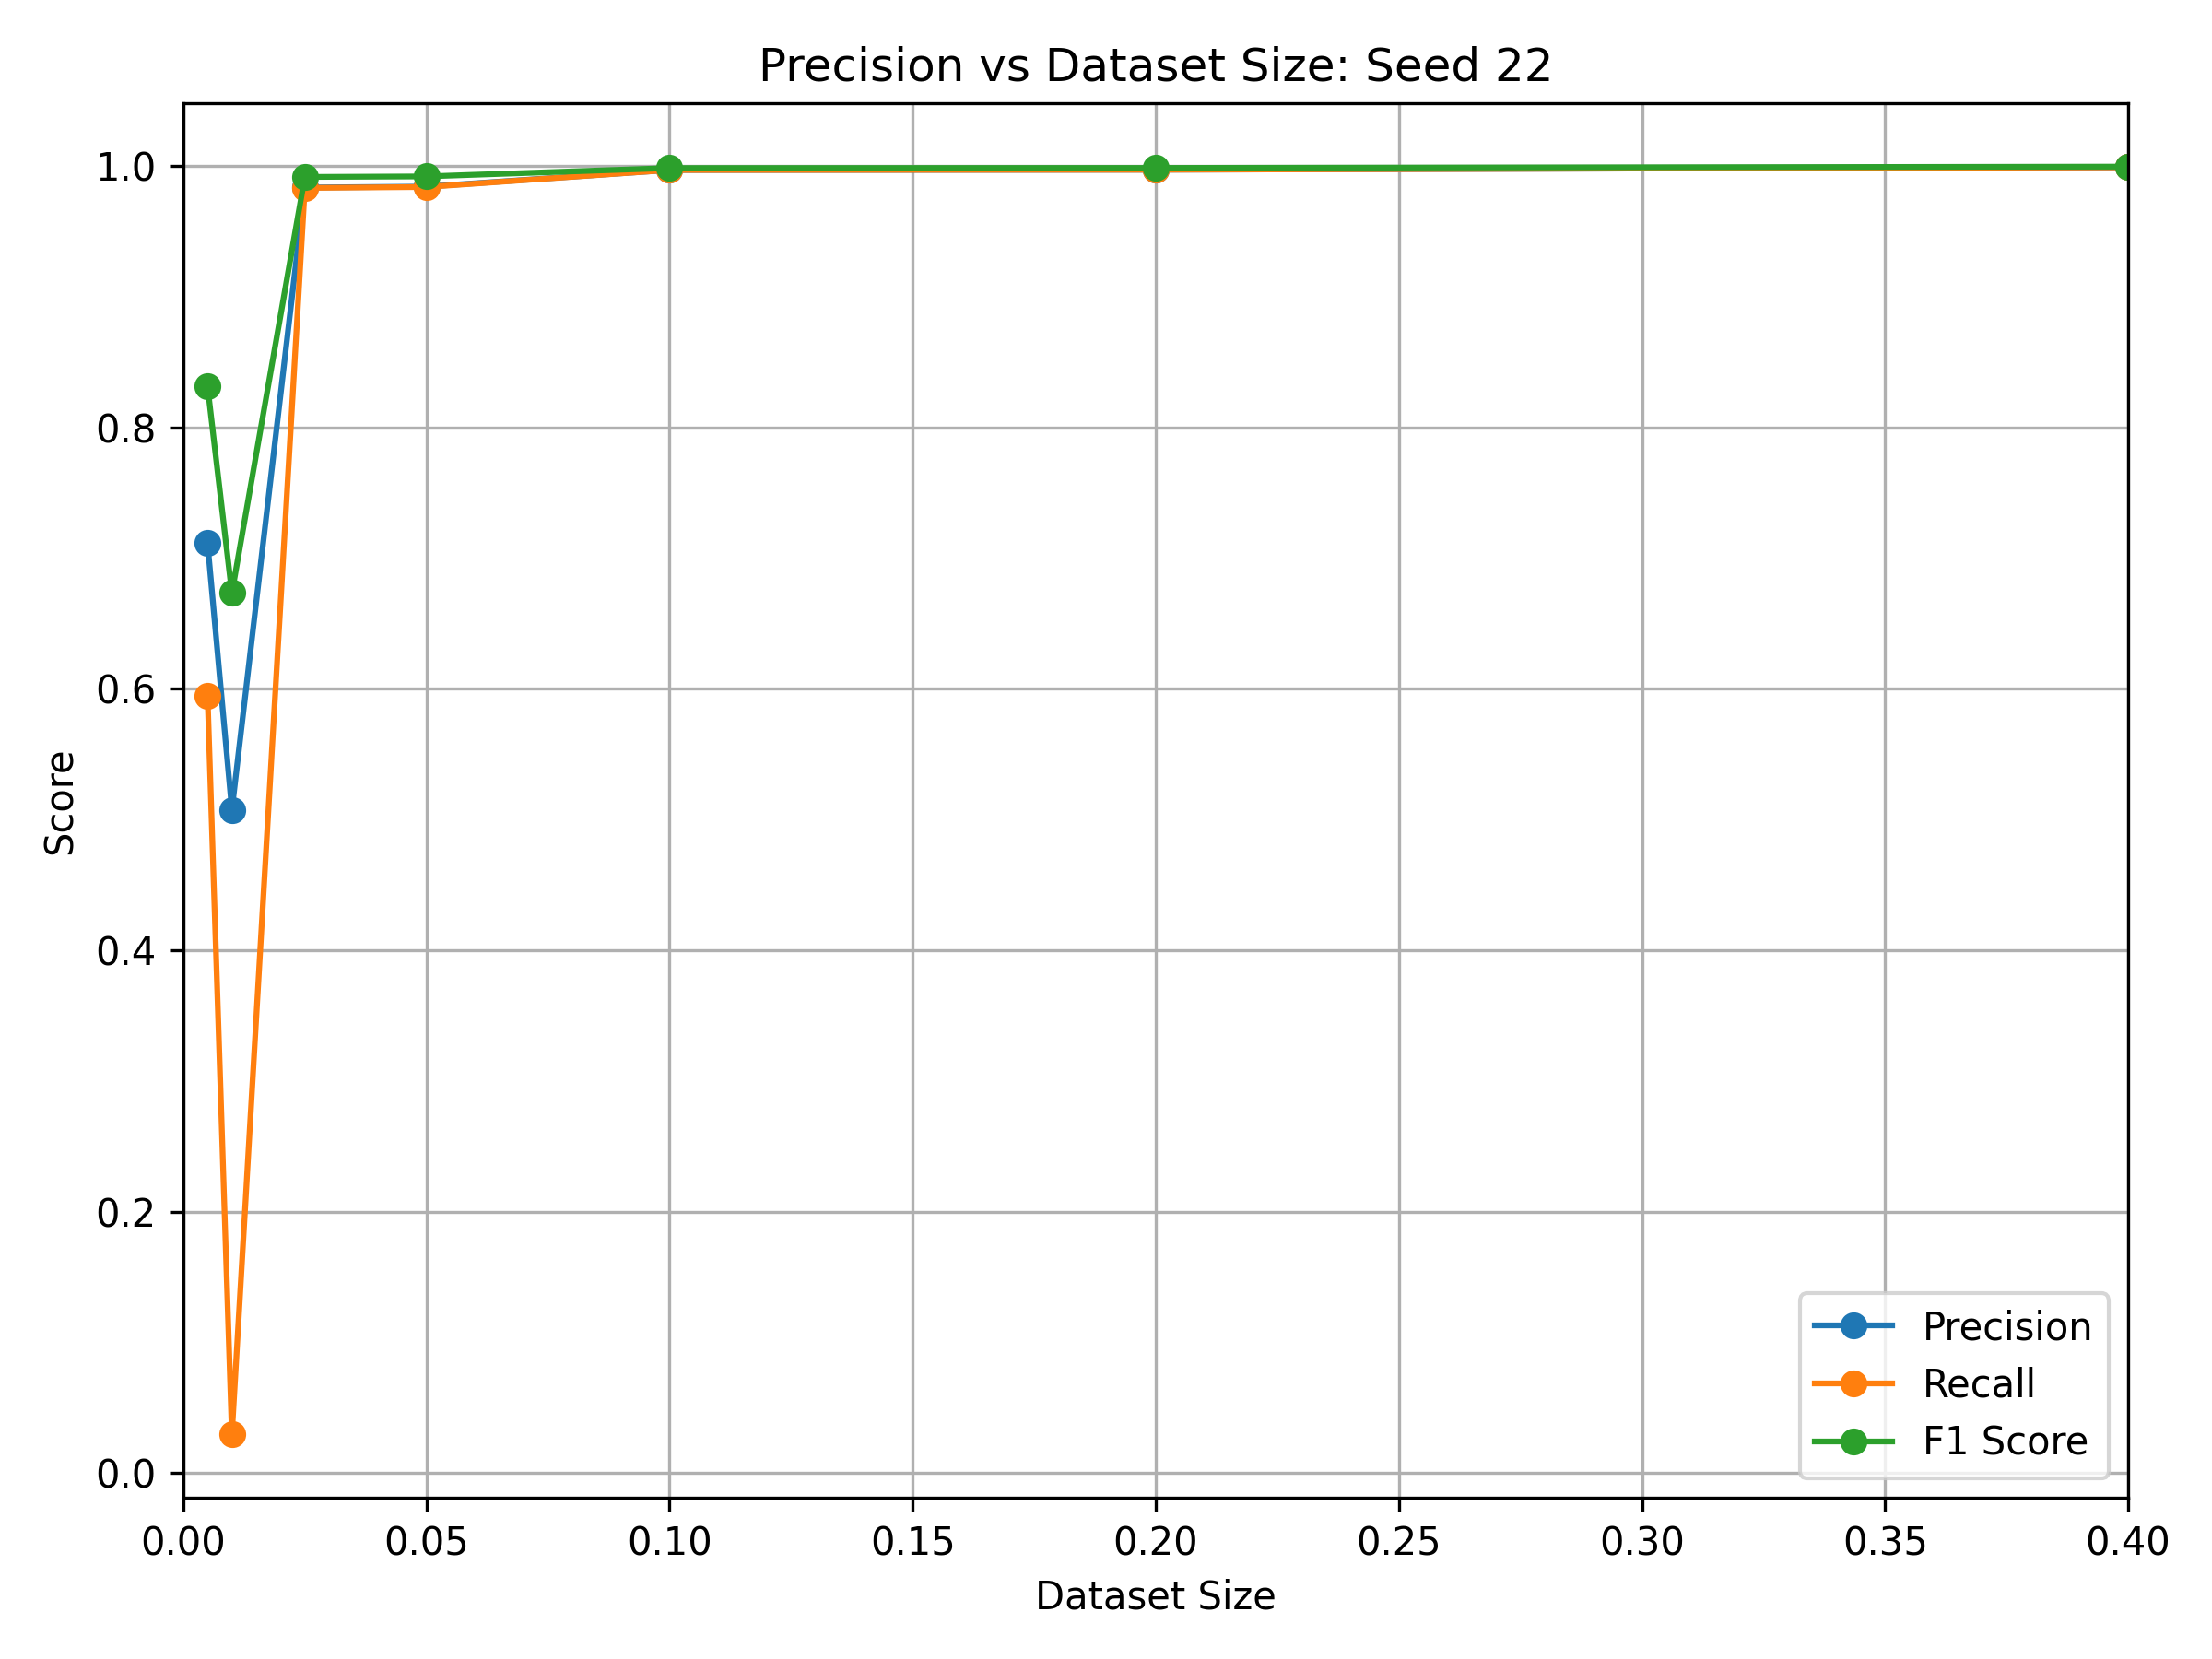 Precision vs Dataset Size: Seed 22
1.0
0.8
0.6
0.4
0.2
0.0
Score
0.00 0.05 0.10 0.15 0.20 0.25 0.30 0.35 0.40
Dataset Size
Precision
Recall
F1 Score